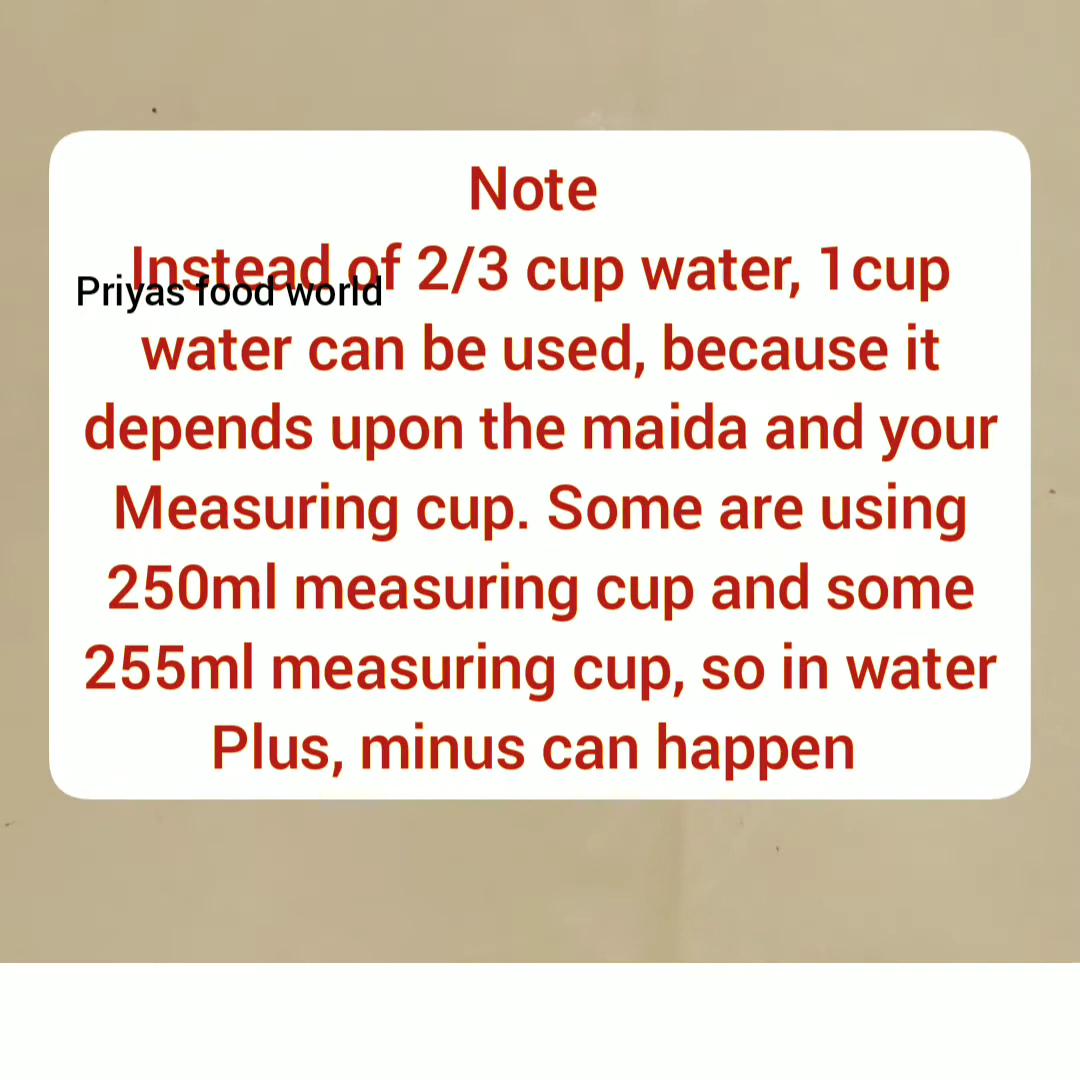 Note
Instead of 2/3 cup water, 1cup
Priyas food world
water can be used, because it
depends upon the maida and your
Measuring cup. Some are using
250ml measuring cup and some
255ml measuring cup, so in water
Plus, minus can happen